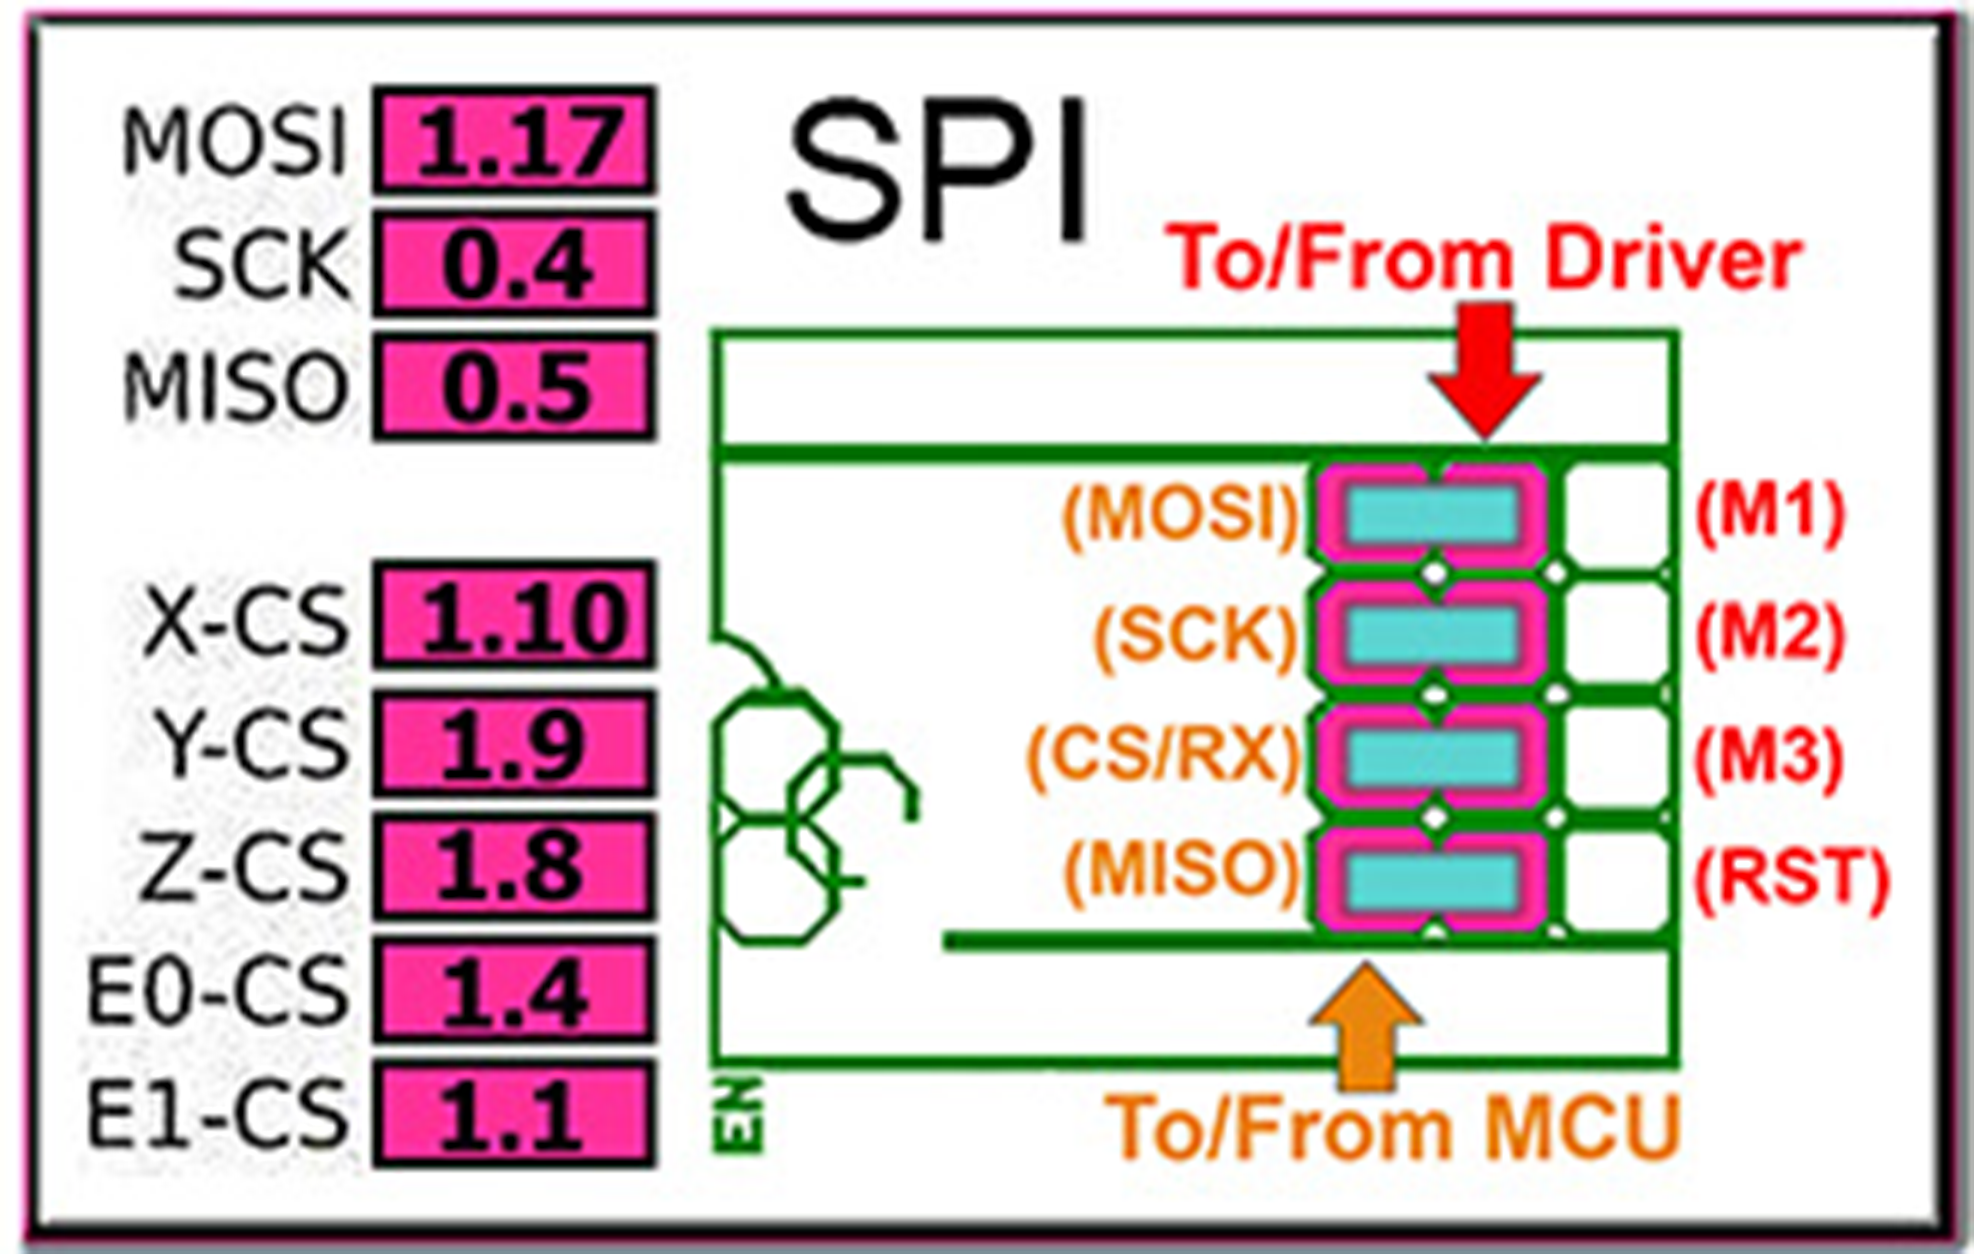 MOSI 1.17
SCK 0.4
MISO 0.5
X-CS 1.10
Y-CS 1.9
Z-CS 1.8
E0-CS 1.4
E1-CS 1.1
SPI
To/From Driver
(MOSI) (M1)
(SCK) (M2)
(CS/RX) (M3)
(MISO) (RST)
EN
To/From MCU